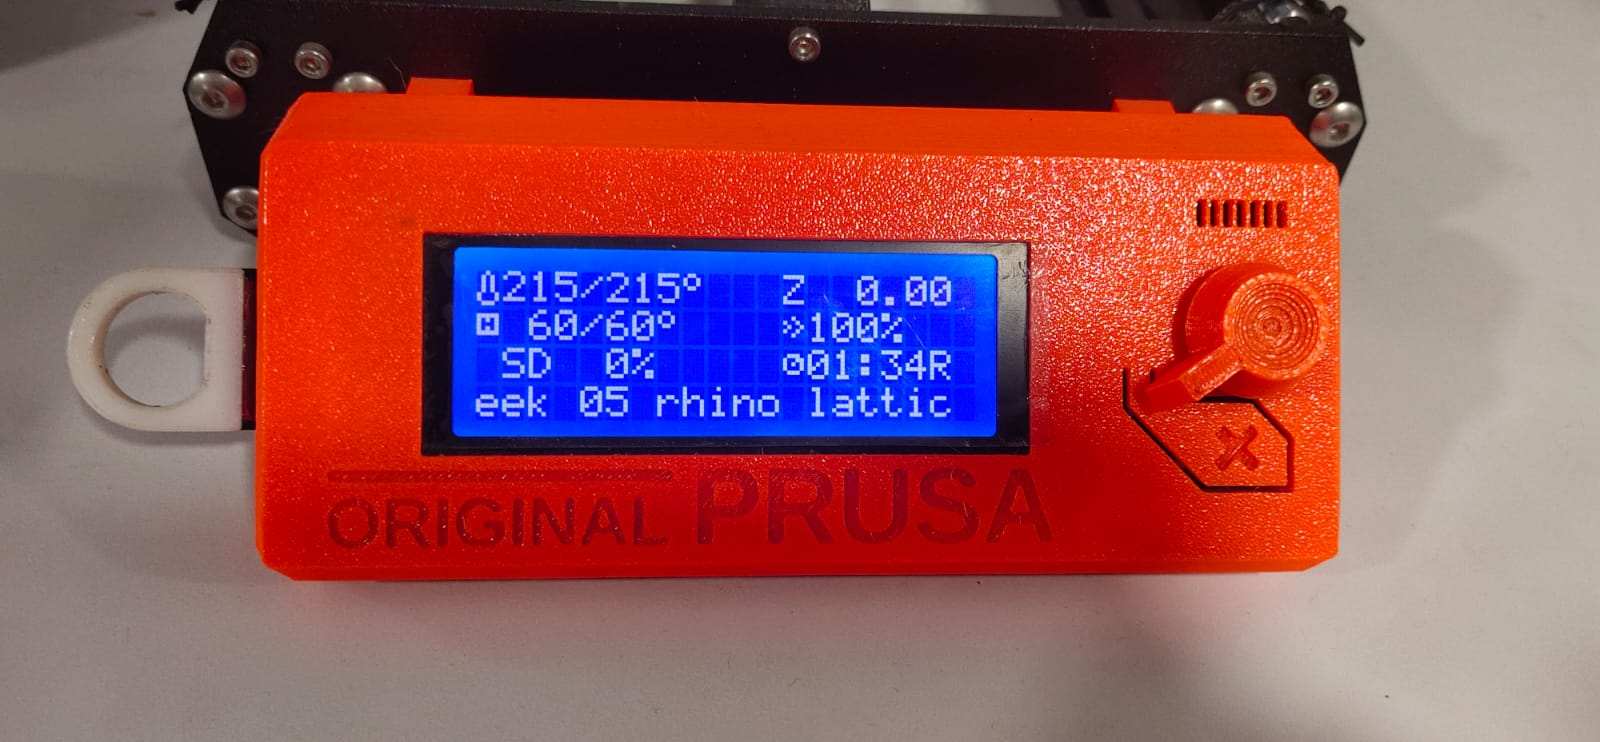 215/215° Z 0.00
60/60° »100%
SD 0% 01:34R
eek 05 rhino lattic
ORIGINAL PRUSA